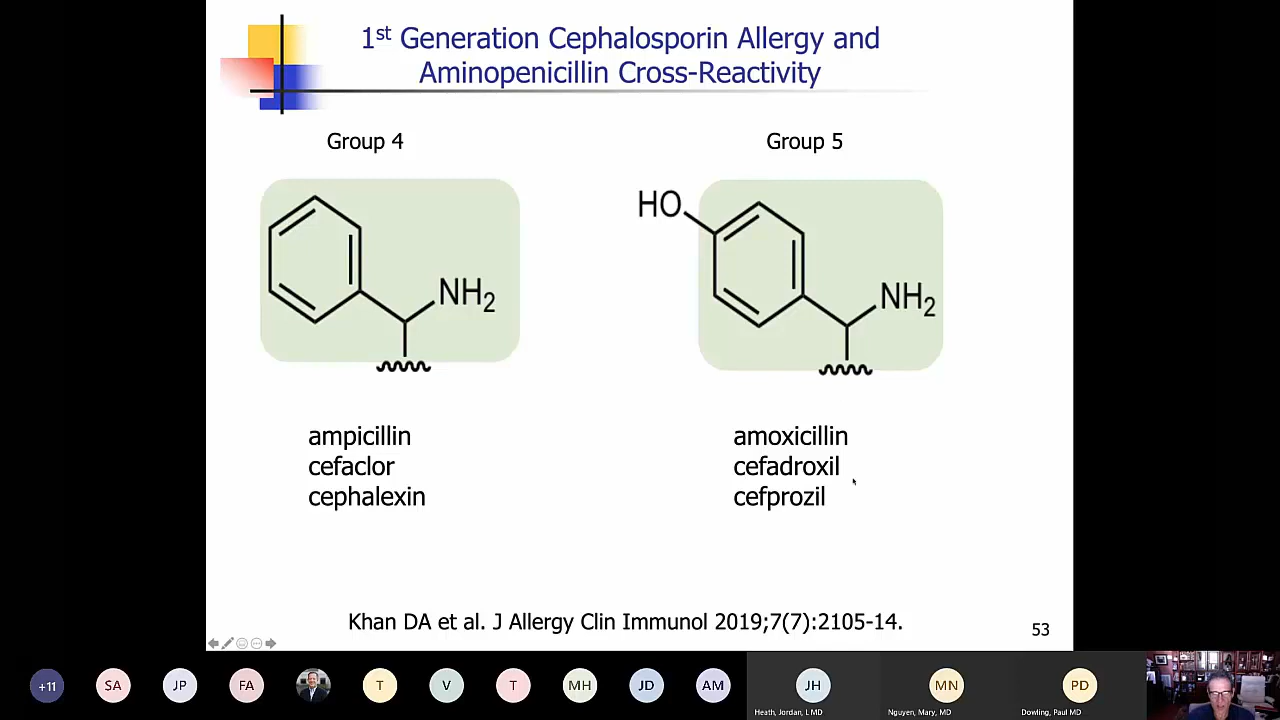 1st Generation Cephalosporin Allergy and
Aminopenicillin Cross-Reactivity
Group 4
Group 5
NH2
HO
NH2
ampicillin
cefaclor
cephalexin
amoxicillin
cefadroxil
cefprozil
Khan DA et al. J Allergy Clin Immunol 2019;7(7):2105-14.
53
+11
SA
JP
FA
T
V
T
MH
JD
AM
JH
Heath, Jordan, L MD
MN
Nguyen, Mary, MD
PD
Dowling, Paul MD